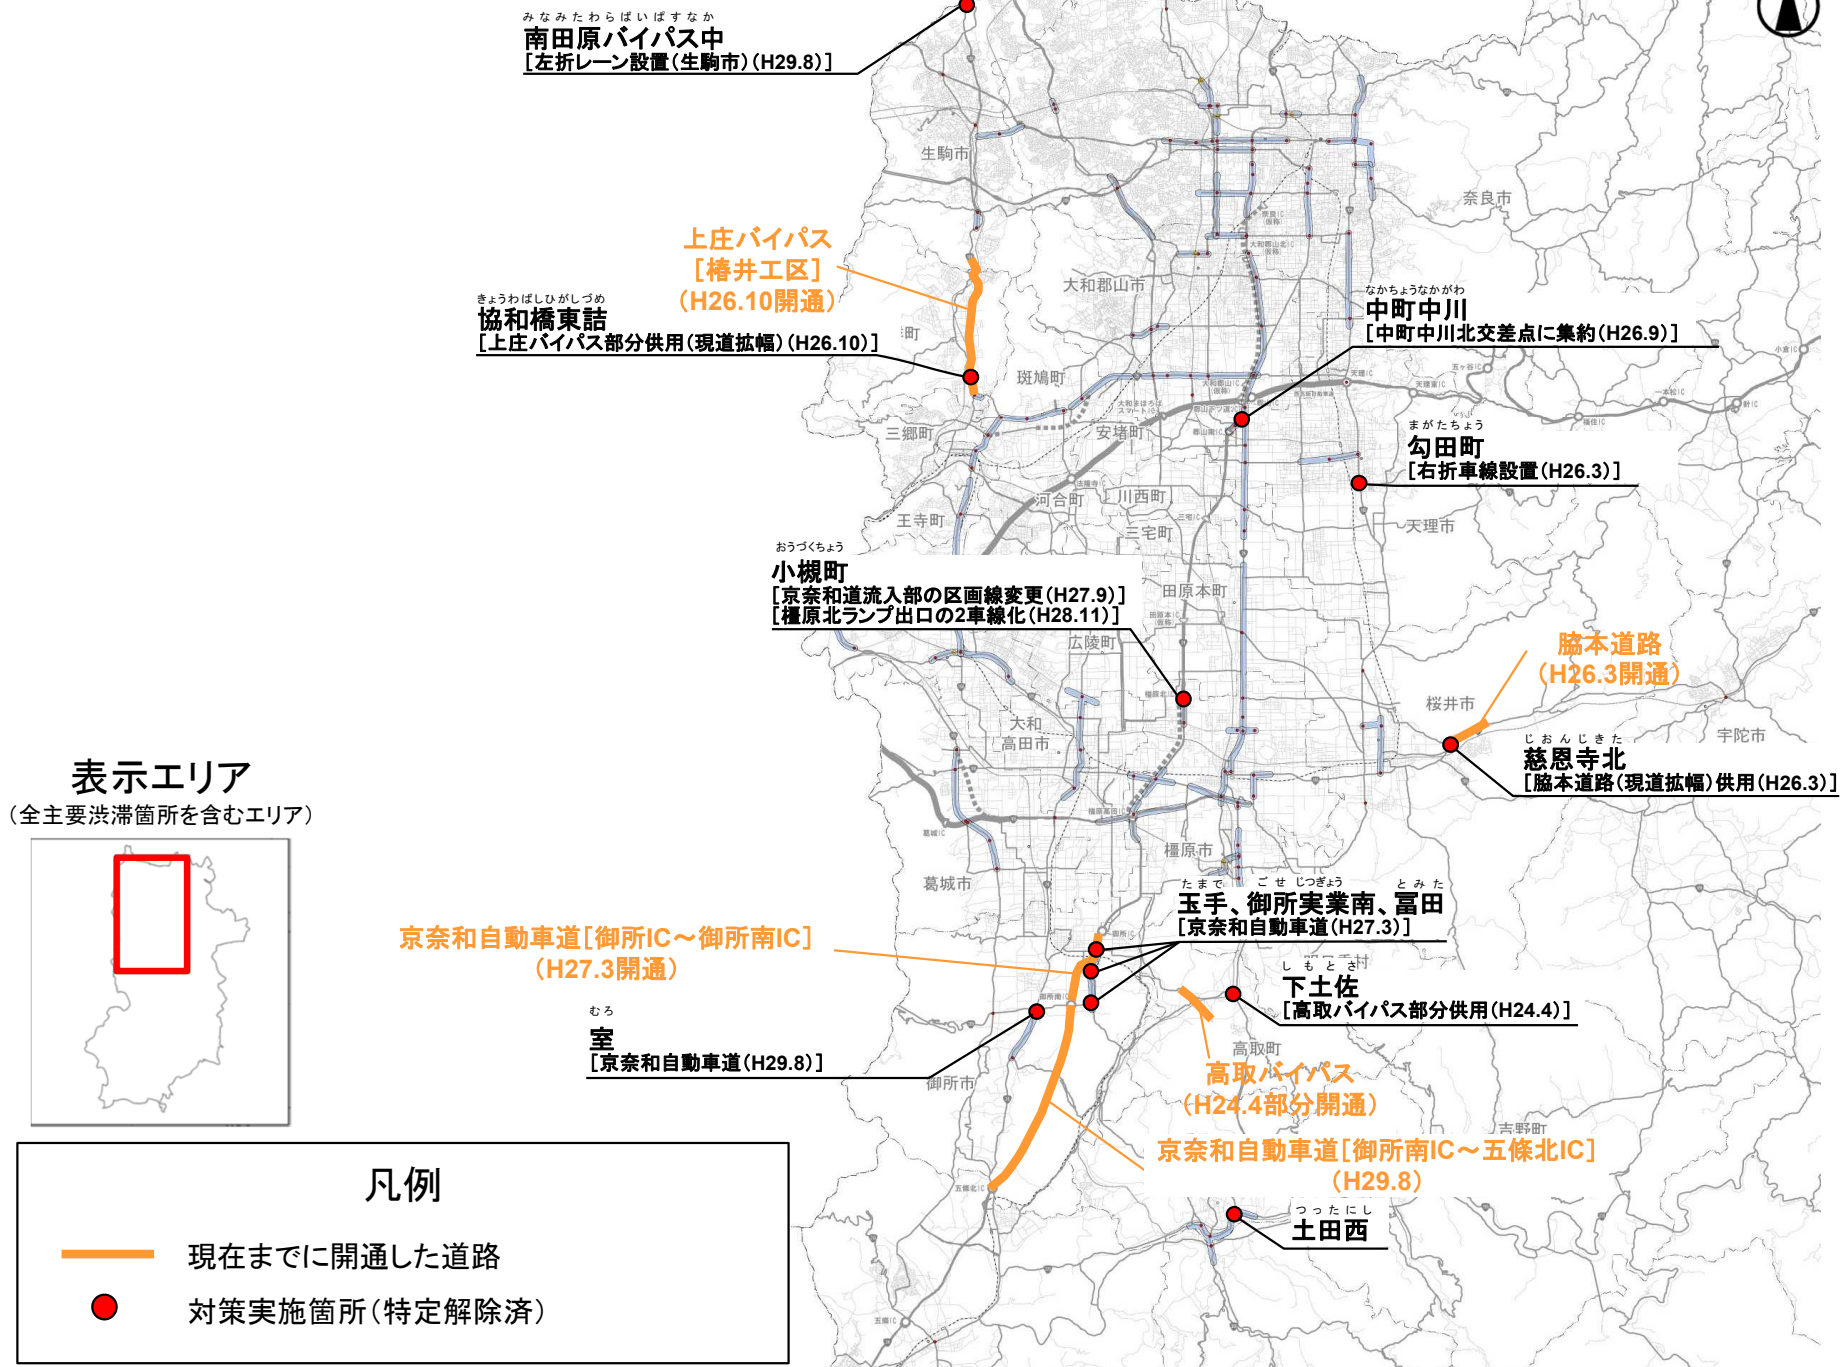 みなみたわらばいぱすなか
南田原バイパス中
[左折レーン設置(生駒市)(H29.8)]
生駒市
奈良市
上庄バイパス
[椿井工区]
(H26.10開通)
大和郡山市
きょうわばしひがしづめ
協和橋東詰
[上庄バイパス部分供用(現道拡幅)(H26.10)]
町
なかちょうなかがわ
中町中川
[中町中川北交差点に集約(H26.9)]
斑鳩町
三郷町
安堵町
まがたちょう
勾田町
[右折車線設置(H26.3)]
河合町
川西町
王寺町
三宅町
天理市
おうづくちょう
小槻町
[京奈和道流入部の区画線変更(H27.9)]
[橿原北ランプ出口の2車線化(H28.11)]
田原本町
広陵町
脇本道路
(H26.3開通)
桜井市
大和
高田市
宇陀市
じおんじきた
慈恩寺北
[脇本道路(現道拡幅)供用(H26.3)]
表示エリア
(全主要渋滞箇所を含むエリア)
橿原市
葛城市
たまで ごせ じつぎょう とみた
玉手、御所実業南、冨田
[京奈和自動車道(H27.3)]
京奈和自動車道[御所IC～御所南IC]
(H27.3開通)
しもとさ
下土佐
[高取バイパス部分供用(H24.4)]
むろ
室
[京奈和自動車道(H29.8)]
高取町
御所市
高取バイパス
(H24.4部分開通)
吉野町
京奈和自動車道[御所南IC～五條北IC]
(H29.8)
つったにし
土田西
凡例
現在までに開通した道路
対策実施箇所(特定解除済)